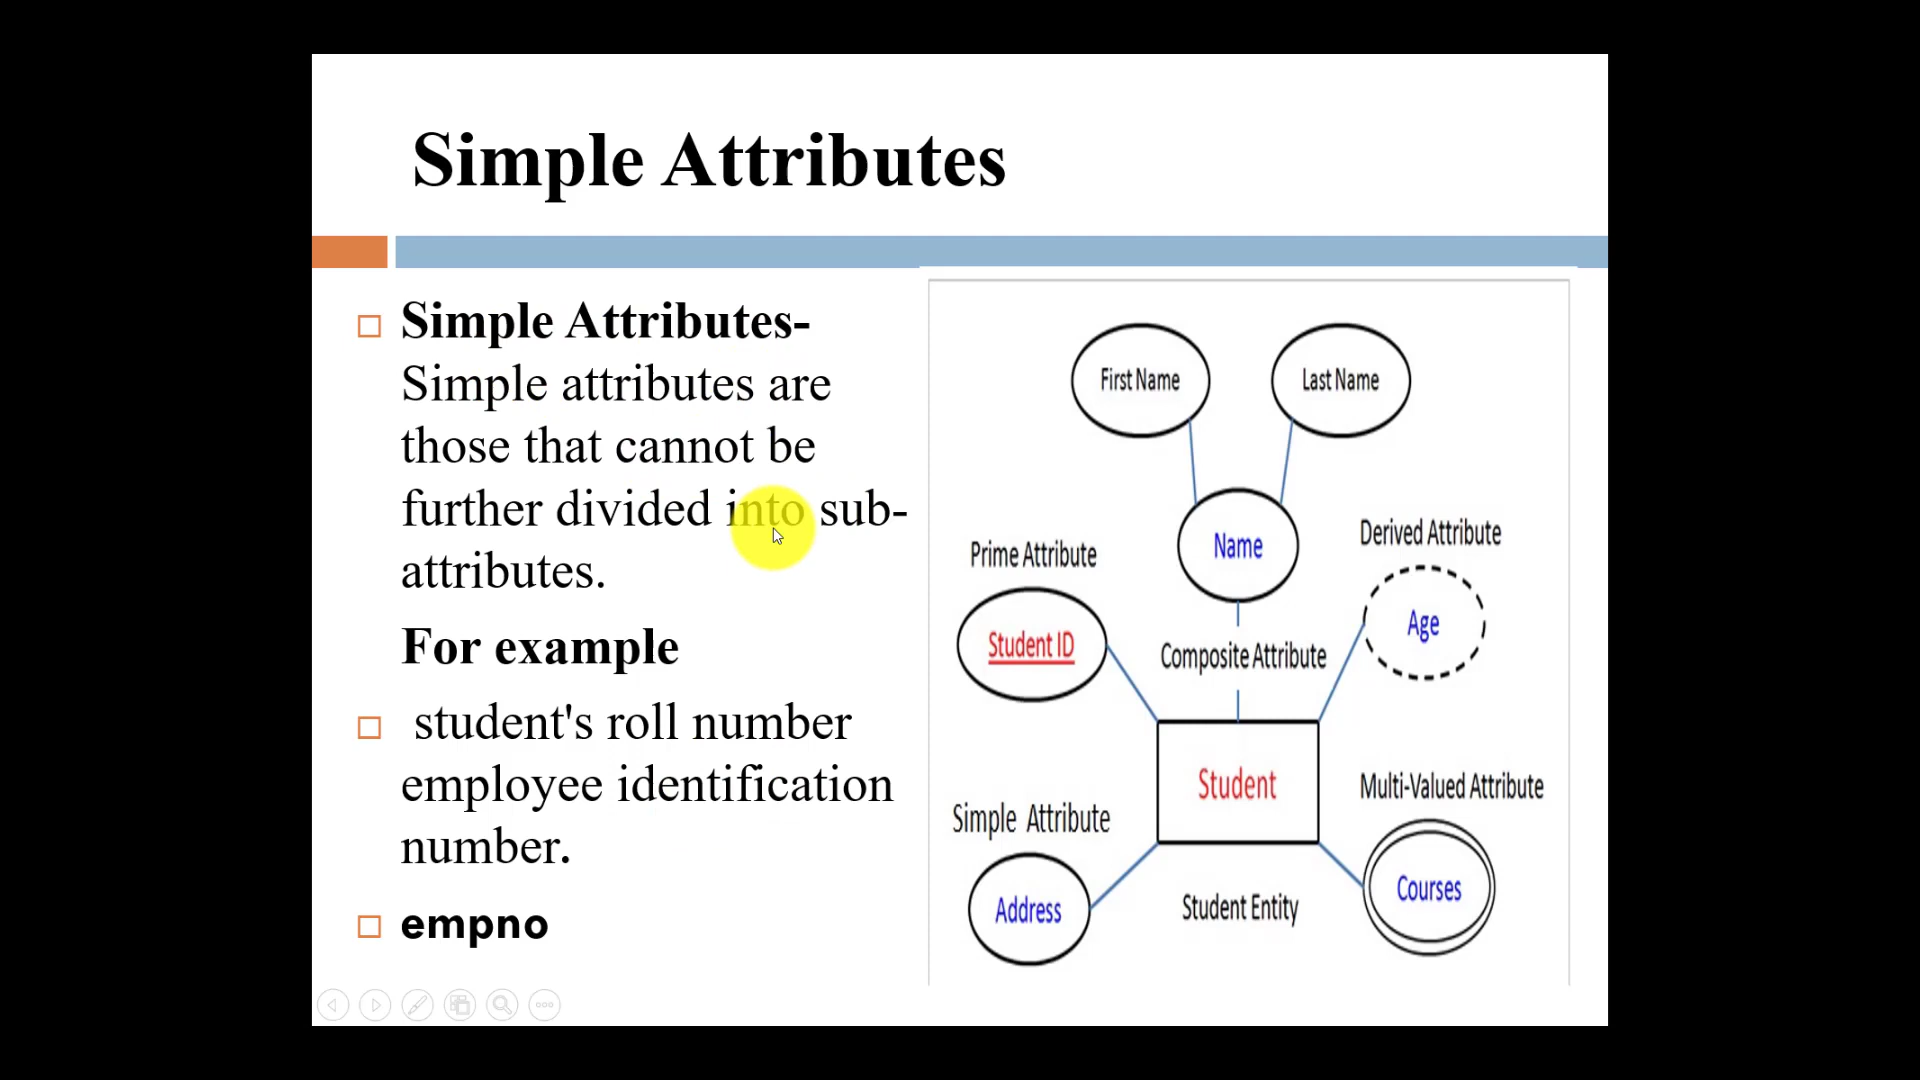 Simple Attributes
Simple Attributes-
Simple attributes are
those that cannot be
further divided into sub-
attributes.
For example
student's roll number
employee identification
number.
empno
First Name
Last Name
Name
Prime Attribute
Student ID
Composite Attribute
Derived Attribute
Age
Student
Simple Attribute
Address
Student Entity
Multi-Valued Attribute
Courses